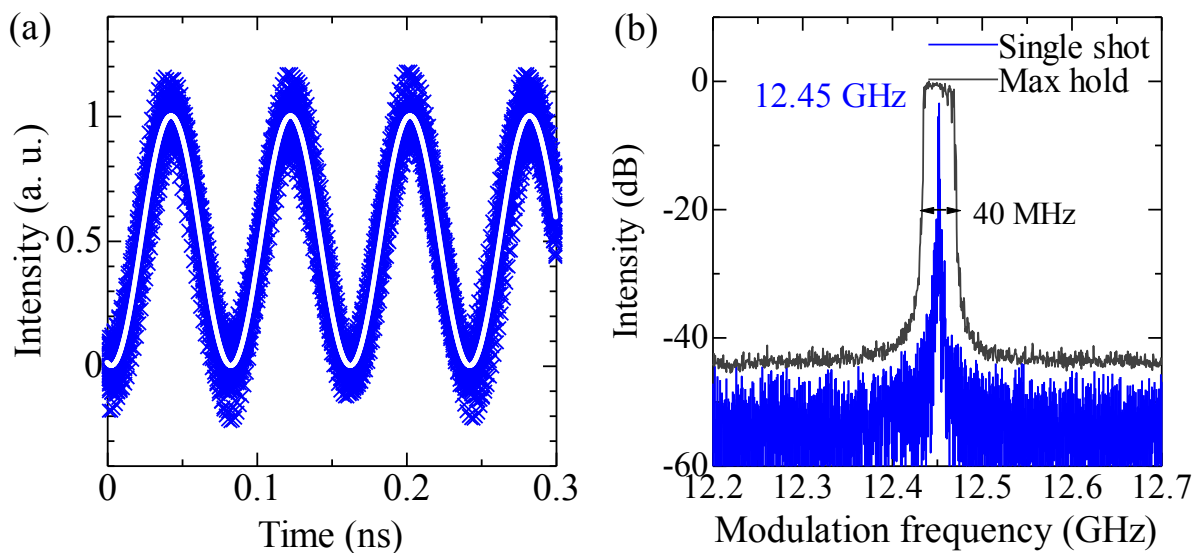 (a)
1
0.5
0
Intensity (a. u.)
0
0.1
0.2
0.3
Time (ns)
(b)
Single shot
Max hold
12.45 GHz
40 MHz
0
-20
-40
-60
Intensity (dB)
12.2
12.3
12.4
12.5
12.6
12.7
Modulation frequency (GHz)